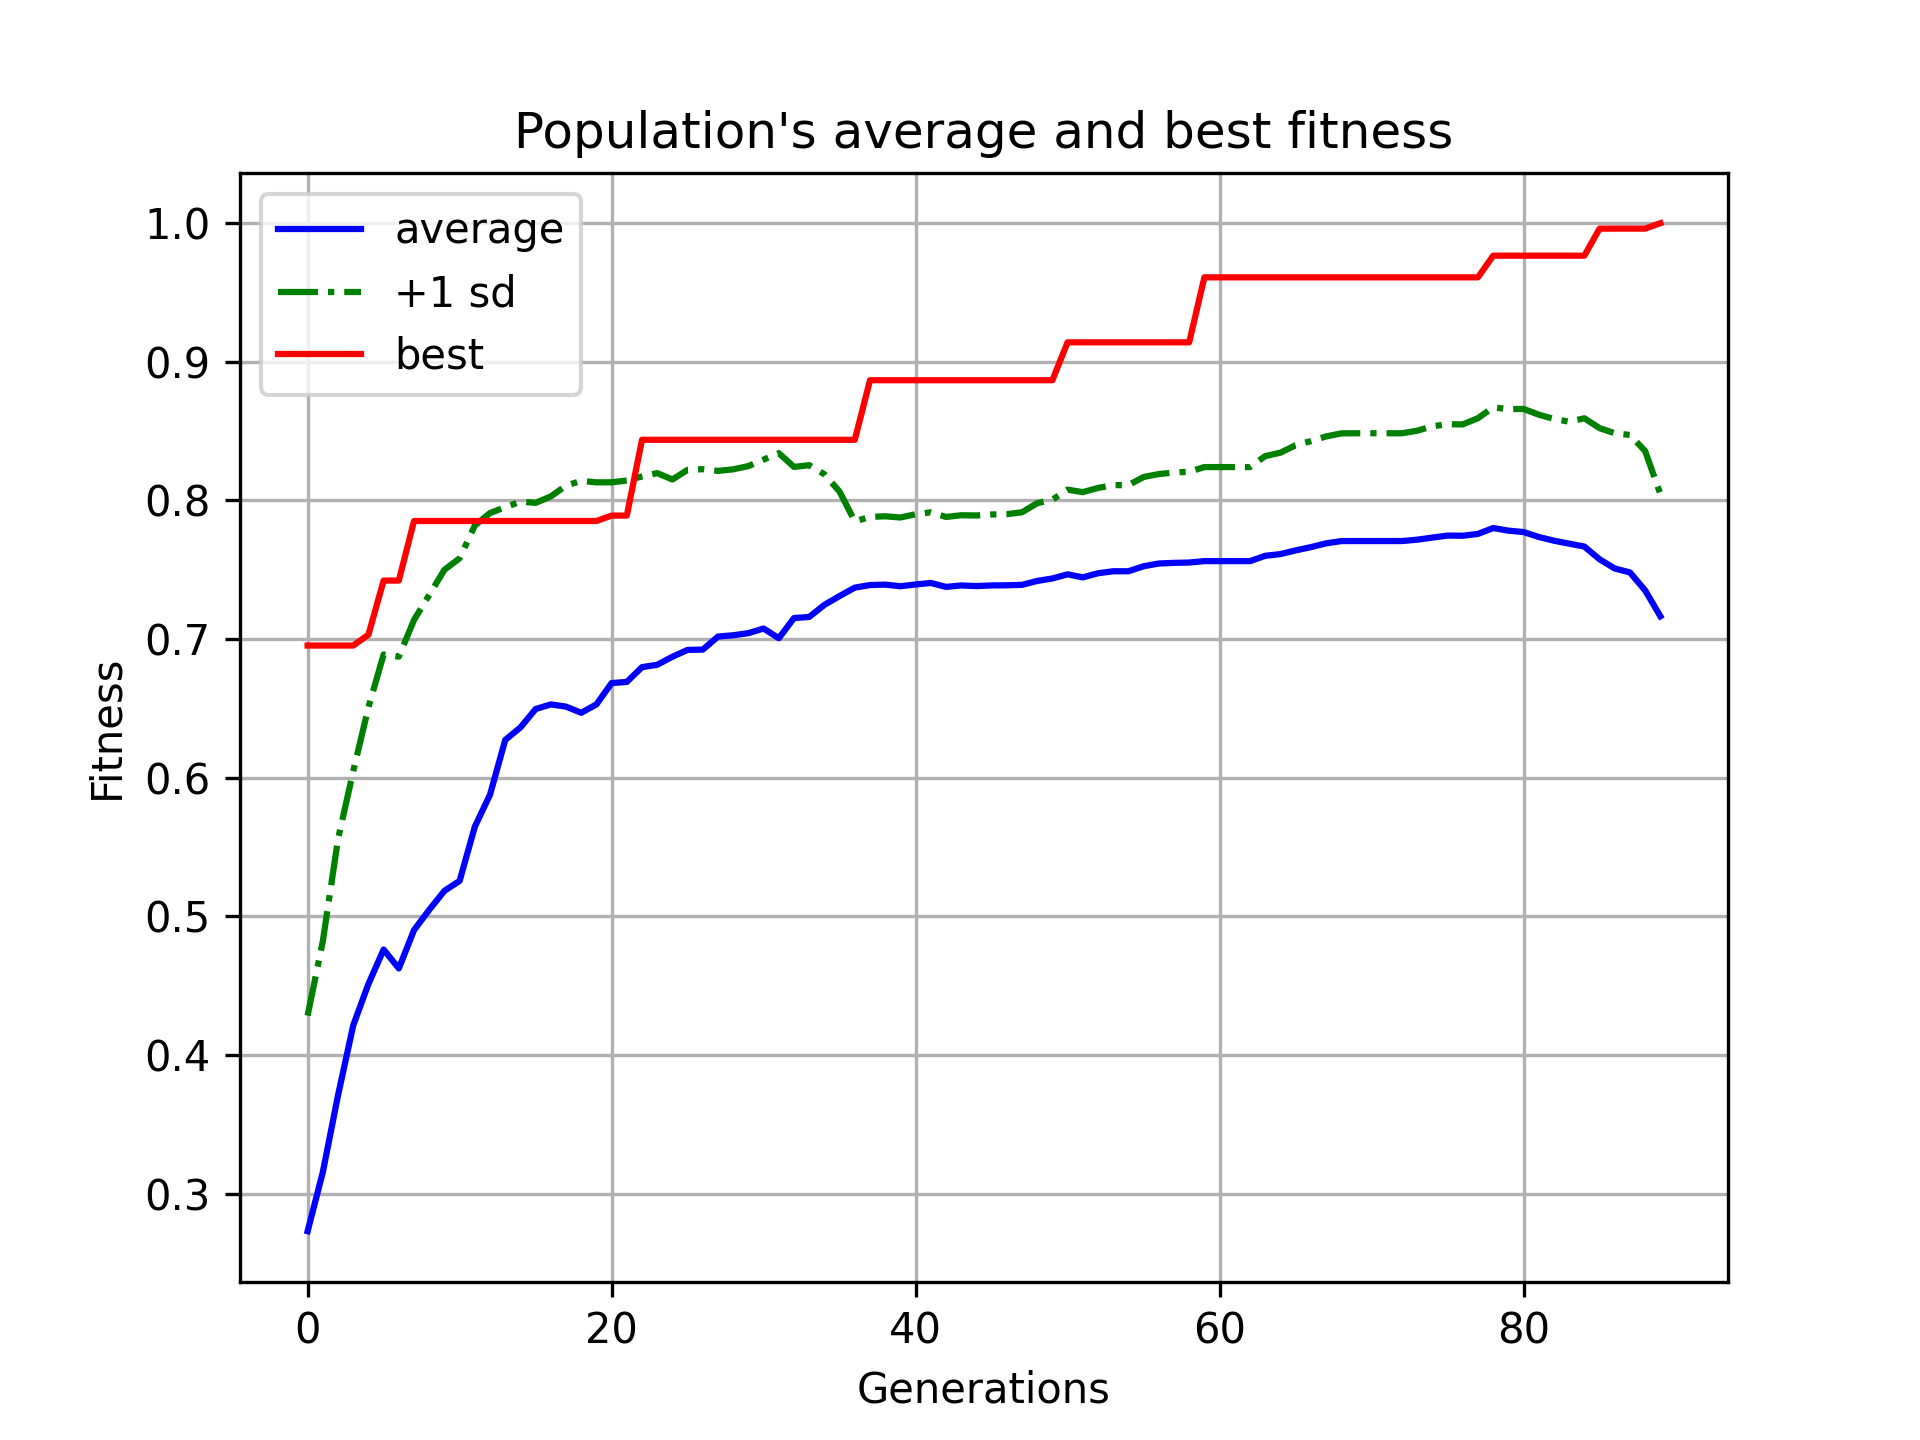 Population's average and best fitness
average
+1 sd
best
1.0
0.9
0.8
0.7
0.6
0.5
0.4
0.3
Fitness
0 20 40 60 80
Generations